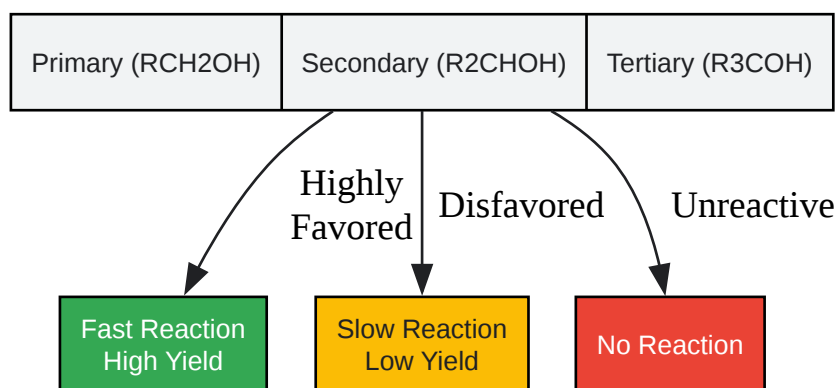 Primary (RCH2OH)
Secondary (R2CHOH)
Tertiary (R3COH)
Highly
Favored
Disfavored
Unreactive
Fast Reaction
High Yield
Slow Reaction
Low Yield
No Reaction